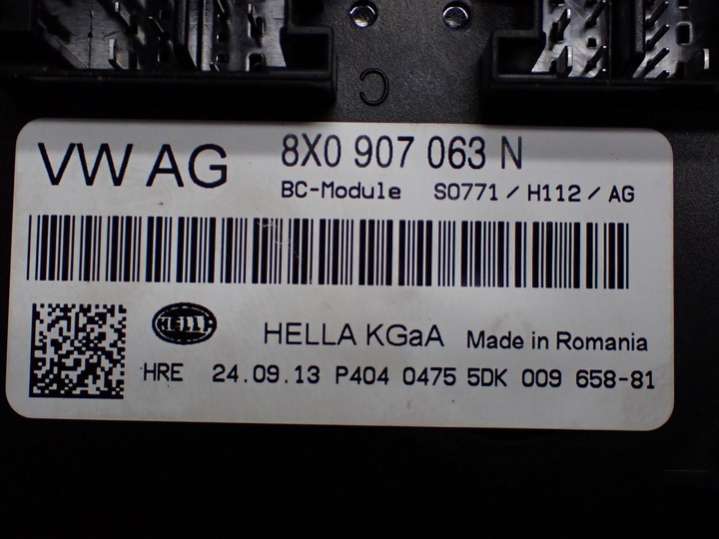 C
VW AG 8X0 907 063 N
BC-Module S0771 / H112 / AG
HELLA HELLA KGaA Made in Romania
HRE 24.09.13 P404 0475 5DK 009 658-81